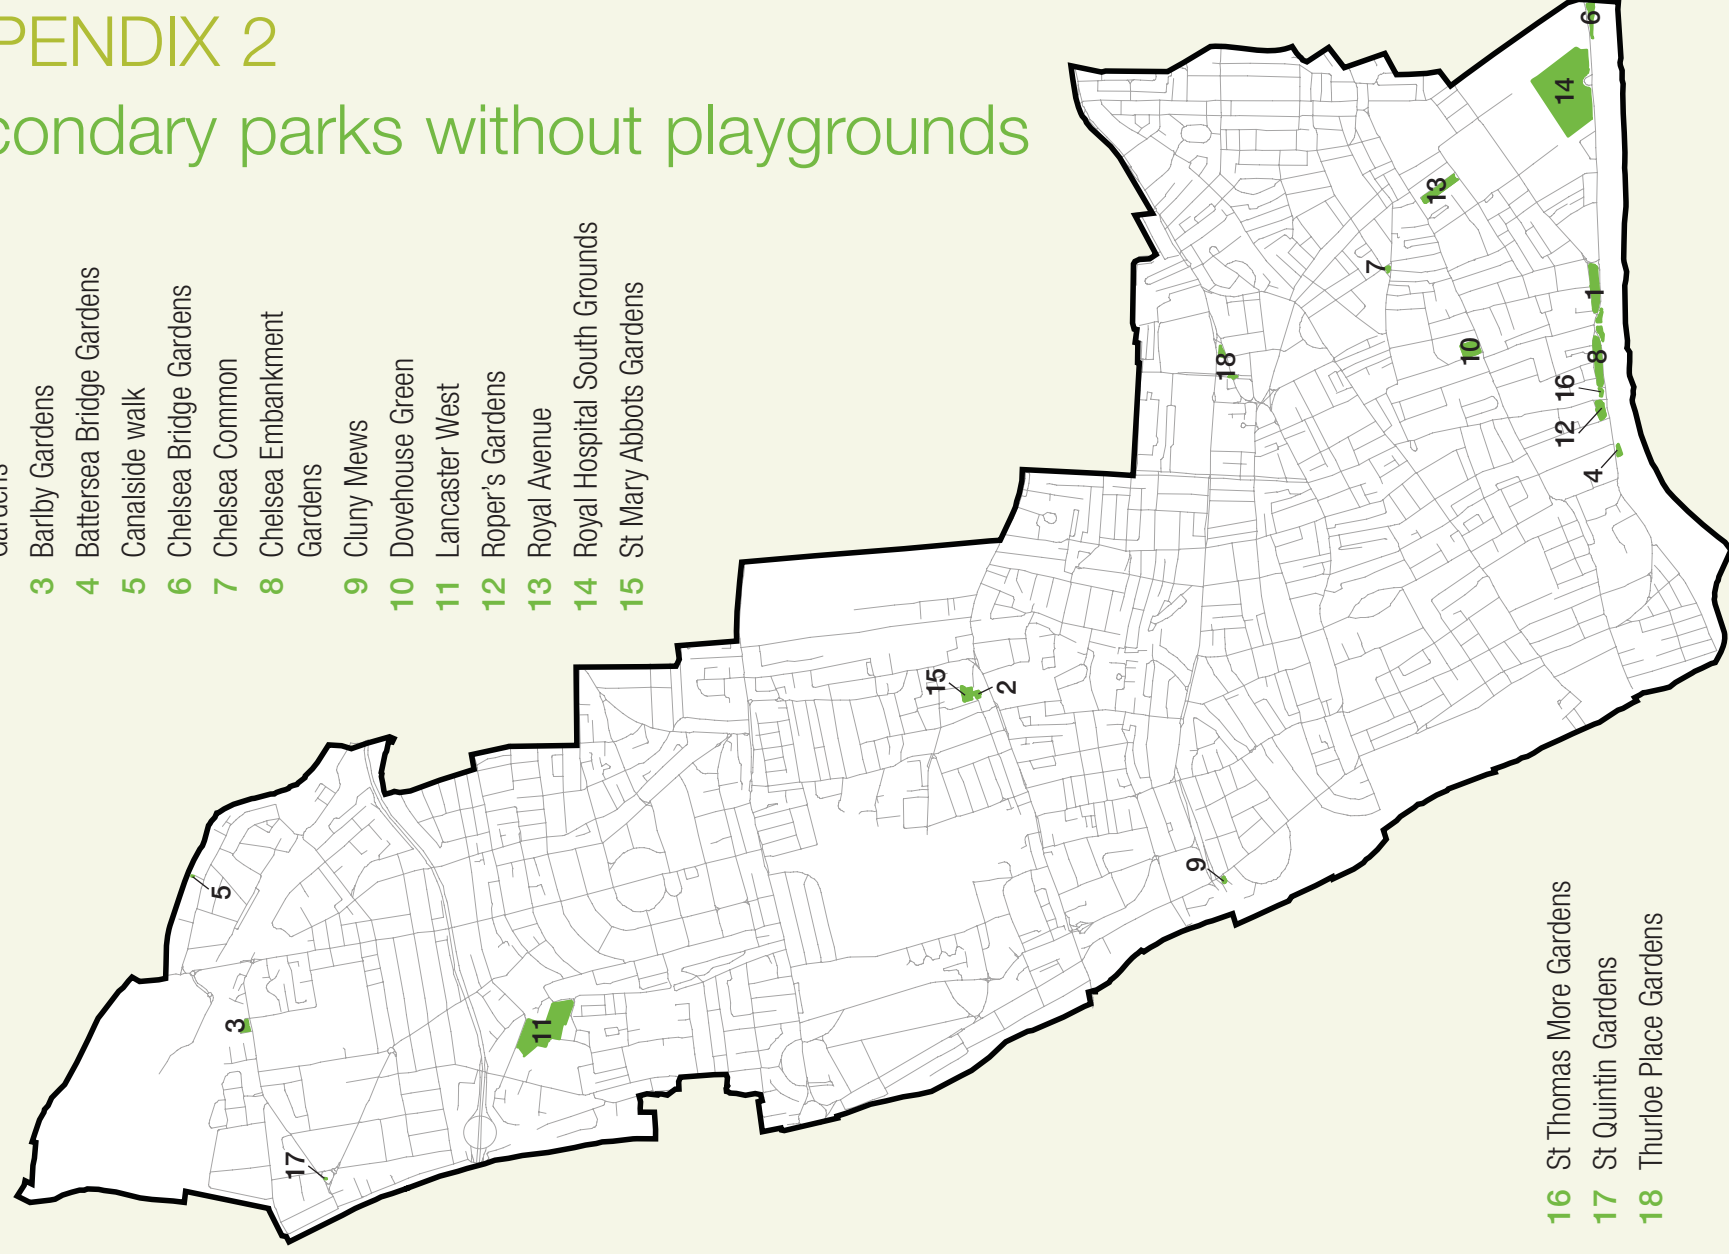 PENDIX 2
condary parks without playgrounds
Gardens
3 Barlby Gardens
4 Battersea Bridge Gardens
5 Canalside walk
6 Chelsea Bridge Gardens
7 Chelsea Common
8 Chelsea Embankment
Gardens
9 Cluny Mews
10 Dovehouse Green
11 Lancaster West
12 Roper's Gardens
13 Royal Avenue
14 Royal Hospital South Grounds
15 St Mary Abbots Gardens
16 St Thomas More Gardens
17 St Quintin Gardens
18 Thurloe Place Gardens
6
14
13
7
1
18
10
8
16
12
4
15
2
5
9
3
11
17